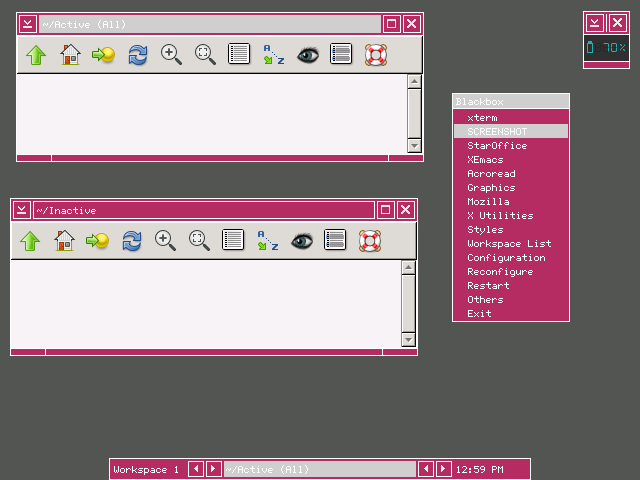 ~/Active (All)
70%
Blackbox
xterm
SCREENSHOT
StarOffice
XEmacs
Acroread
Graphics
Mozilla
X Utilities
Styles
Workspace List
Configuration
Reconfigure
Restart
Others
Exit
A
Z
~/Inactive
A
Z
Workspace 1
~/Active (All)
12:59 PM